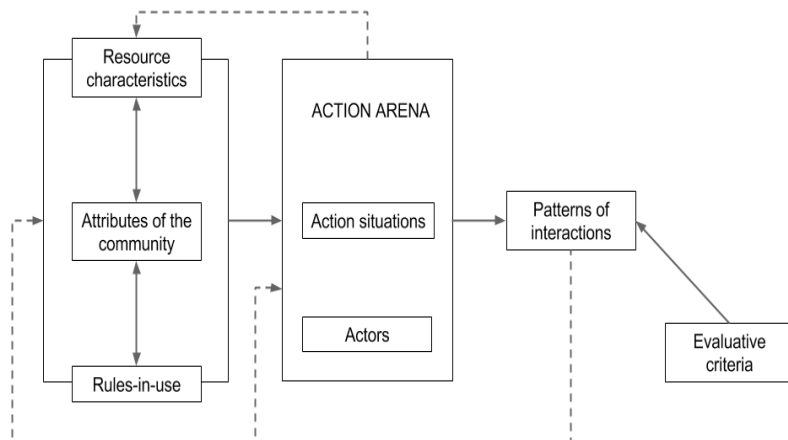 Resource
characteristics
ACTION ARENA
Attributes of the
community
Action situations
Patterns of
interactions
Actors
Evaluative
criteria
Rules-in-use